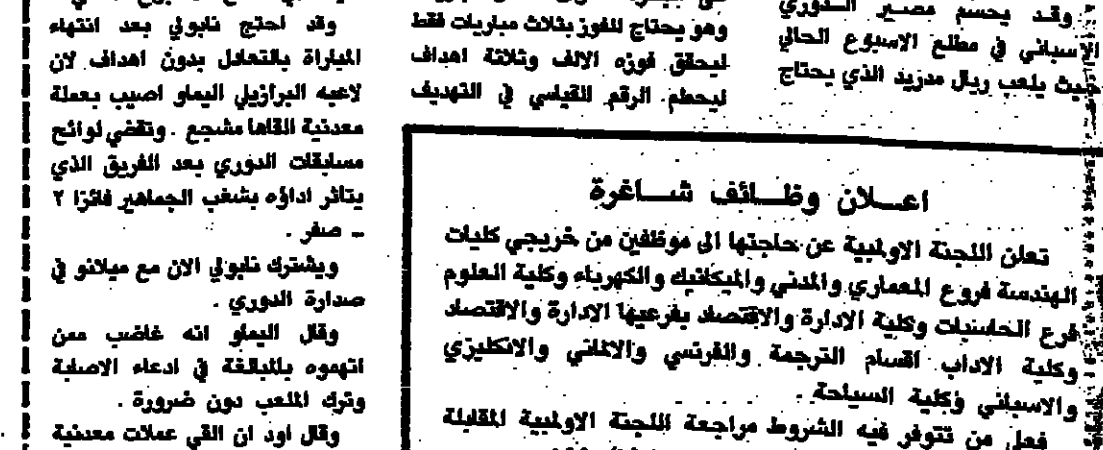 وقد يحسم مصير الدوري
الاسباني في مطلع الاسبوع الحالي
حيث يلعب ريال مدريد الذي يحتاج
وهو يحتاج للفوز بثلاث مباريات فقط
ليحقق فوزه الالف وثلاثة اهداف
ليحطم الرقم القياسي في التهديف
اعـــلان وظـــائف شـــاغرة
تعلن اللجنة الاولمبية عن حاجتها الى موظفين من خريجي كليات
الهندسة فروع المعماري والمدني والميكانيك والكهرباء وكلية العلوم
فرع الحاسبات وكلية الادارة والاقتصاد بفرعيها الادارة والاقتصاد
وكلية الاداب اقسام الترجمة والفرنسي والالماني والانكليزي
والاسباني وكلية السياحة .
فعلى من تتوفر فيه الشروط مراجعة اللجنة الاولمبية للمقابلة
وقد احتج نابولي بعد انتهاء
المباراة بالتعادل بدون اهداف لان
لاعبه البرازيلي اليماو اصيب بعملة
معدنية القاها مشجع . وتقضي لوائح
مسابقات الدوري بعد الفريق الذي
يتاثر اداؤه بشغب الجماهير فائزا ٢
ـ صفر .
ويشترك نابولي الان مع ميلانو في
صدارة الدوري .
وقال اليماو انه غاضب ممن
اتهموه بالمبالغة في ادعاء الاصابة
وترك الملعب دون ضرورة .
وقال اود ان القي عملات معدنية